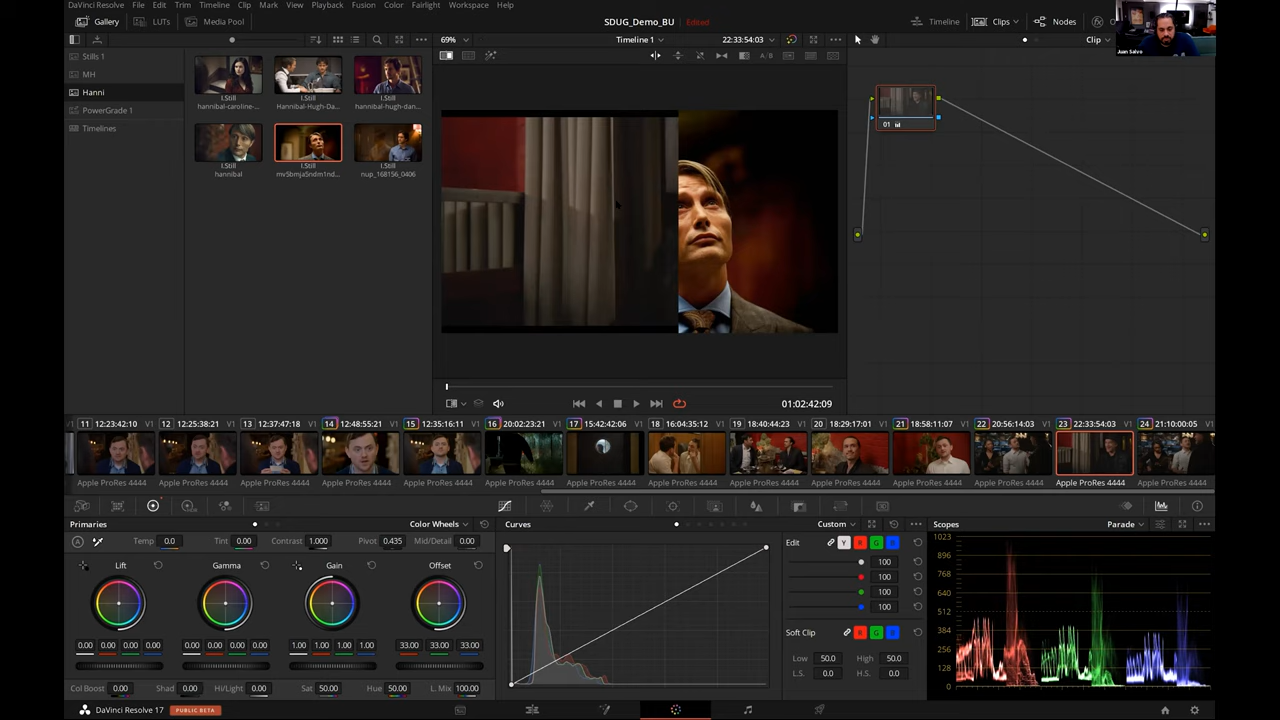 DaVinci Resolve File Edit Trim Timeline Clip Mark View Playback Fusion Color Fairlight Workspace Help
Gallery LUTs Media Pool SDUG_Demo_BU Edited Timeline Clips Nodes
Juan Salvo
69% Timeline 1 22:33:54:03 Clip
Stills 1
MH
Hanni
PowerGrade 1
Timelines
I.Still I.Still I.Still
hannibal-caroline-... Hannibal-Hugh-Da... hannibal-hugh-dan...
I.Still I.Still I.Still
hannibal mv5bmja5ndm1nd... nup_168156_0406
01
01:02:42:09
11 12:23:42:10 V1 12 12:25:38:21 V1 13 12:37:47:18 V1 14 12:48:55:21 V1 15 12:35:16:11 V1 16 20:02:23:21 V1 17 15:42:42:06 V1 18 16:04:35:12 V1 19 18:40:44:23 V1 20 18:29:17:01 V1 21 18:58:11:07 V1 22 20:56:14:03 V1 23 22:33:54:03 V1 24 21:10:00:05 V1
Apple ProRes 4444 Apple ProRes 4444 Apple ProRes 4444 Apple ProRes 4444 Apple ProRes 4444 Apple ProRes 4444 Apple ProRes 4444 Apple ProRes 4444 Apple ProRes 4444 Apple ProRes 4444 Apple ProRes 4444 Apple ProRes 4444 Apple ProRes 4444 Apple ProRes 4444
Primaries Color Wheels Curves Custom Scopes Parade
A Temp 0.0 Tint 0.00 Contrast 1.000 Pivot 0.435 Mid/Detail 0.00
Edit Y R G B
Lift Gamma Gain Offset
100
100
100
100
0.00 0.00 0.00 0.00 0.00 0.00 0.00 0.00 1.00 1.00 1.00 1.00 33.00 33.00 33.00
Soft Clip R G B
Low 50.0 High 50.0
L.S. 0.0 H.S. 0.0
Col Boost 0.00 Shad 0.00 Hi/Light 0.00 Sat 50.00 Hue 50.00 L. Mix 100.00
1023
896
768
640
512
384
256
128
0
DaVinci Resolve 17 PUBLIC BETA